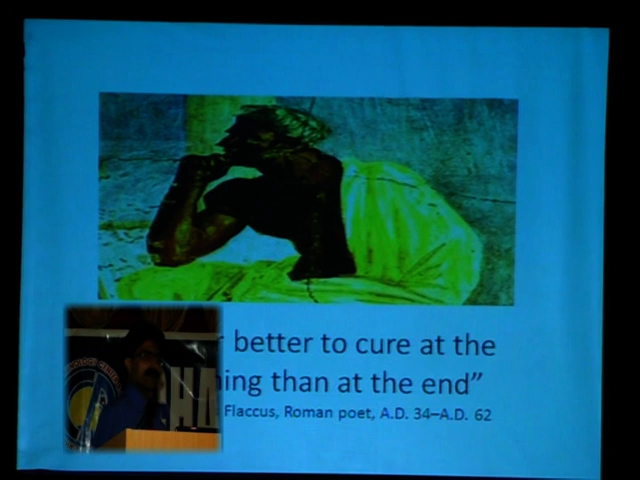 better to cure at the
ing than at the end”
Flaccus, Roman poet, A.D. 34–A.D. 62